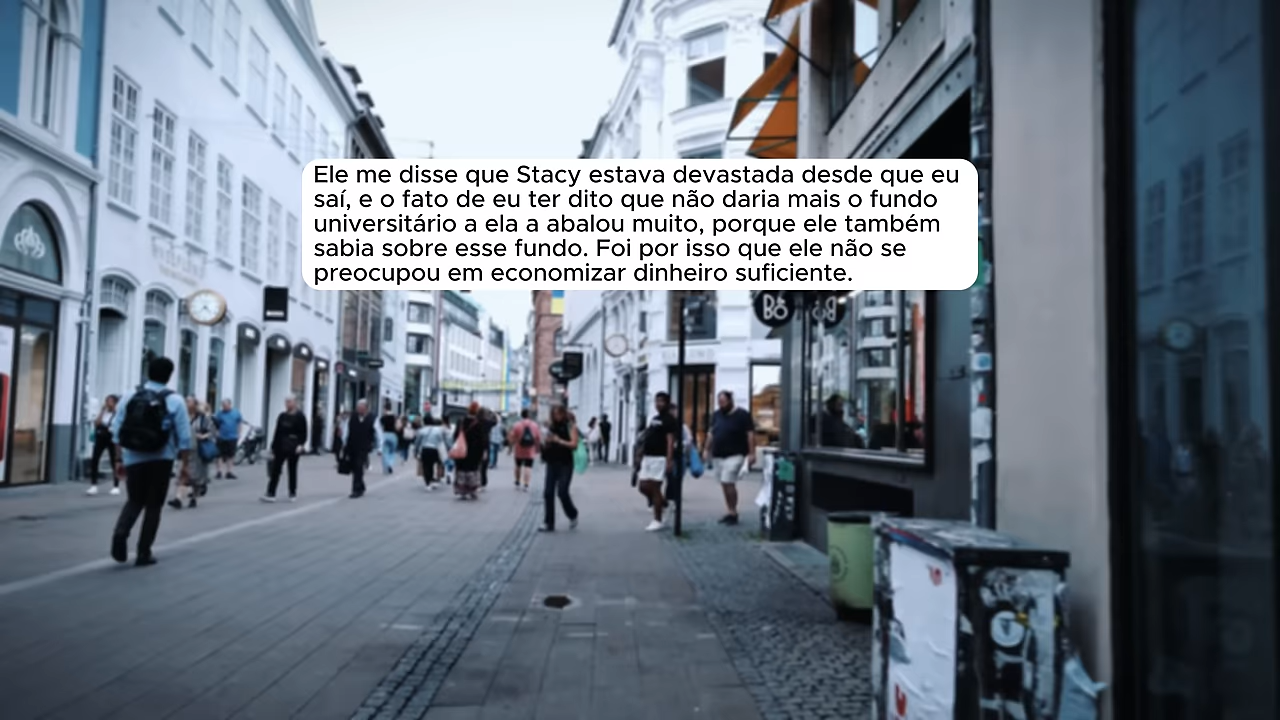 Ele me disse que Stacy estava devastada desde que eu
saí, e o fato de eu ter dito que não daria mais o fundo
universitário a ela a abalou muito, porque ele também
sabia sobre esse fundo. Foi por isso que ele não se
preocupou em economizar dinheiro suficiente.
Bó